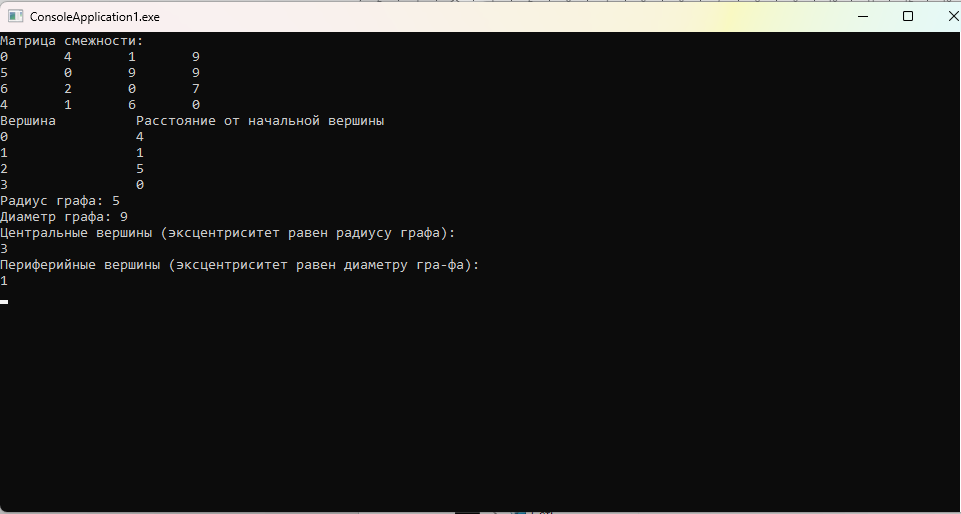 ConsoleApplication1.exe
Матрица смежности:
0 4 1 9
5 0 9 9
6 2 0 7
4 1 6 0
Вершина Расстояние от начальной вершины
0 4
1 1
2 5
3 0
Радиус графа: 5
Диаметр графа: 9
Центральные вершины (эксцентриситет равен радиусу графа):
3
Периферийные вершины (эксцентриситет равен диаметру гра-фа):
1